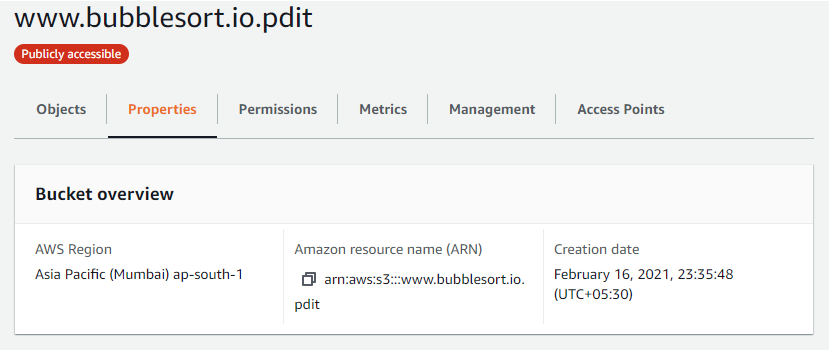 www.bubblesort.io.pdit
Publicly accessible
Objects Properties Permissions Metrics Management Access Points
Bucket overview
AWS Region
Asia Pacific (Mumbai) ap-south-1
Amazon resource name (ARN)
arn:aws:s3:::www.bubblesort.io.
pdit
Creation date
February 16, 2021, 23:35:48
(UTC+05:30)